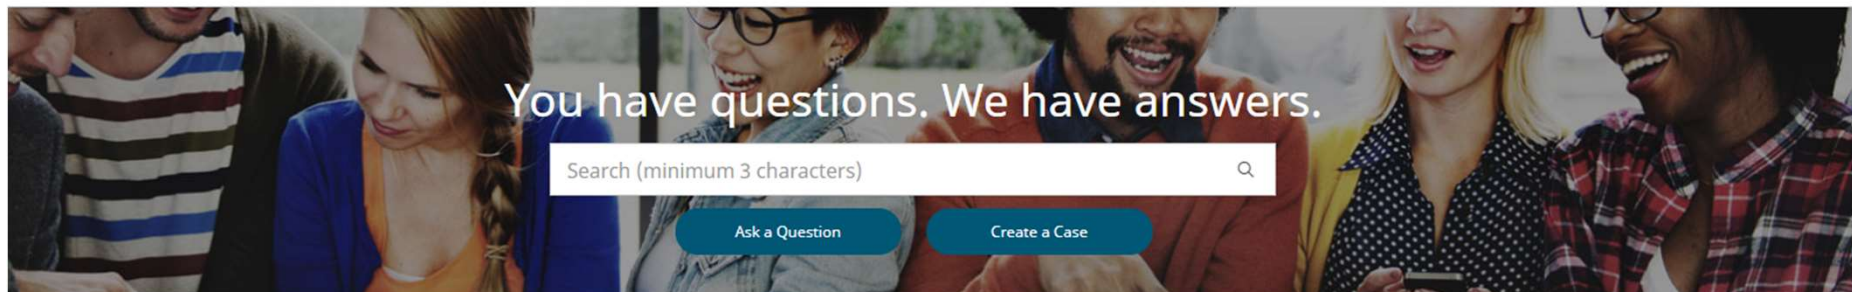 You have questions. We have answers.
Search (minimum 3 characters)
Ask a Question
Create a Case